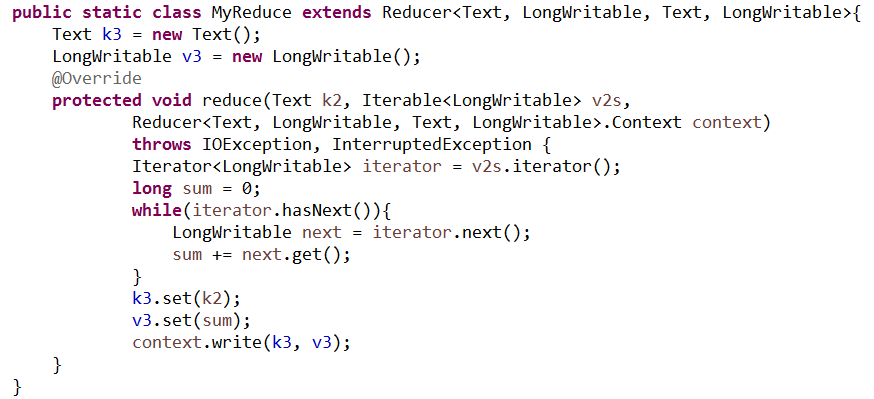 public static class MyReduce extends Reducer<Text, LongWritable, Text, LongWritable>{
    Text k3 = new Text();
    LongWritable v3 = new LongWritable();
    @Override
    protected void reduce(Text k2, Iterable<LongWritable> v2s,
            Reducer<Text, LongWritable, Text, LongWritable>.Context context)
            throws IOException, InterruptedException {
            Iterator<LongWritable> iterator = v2s.iterator();
            long sum = 0;
            while(iterator.hasNext()){
                LongWritable next = iterator.next();
                sum += next.get();
            }
            k3.set(k2);
            v3.set(sum);
            context.write(k3, v3);
    }
}